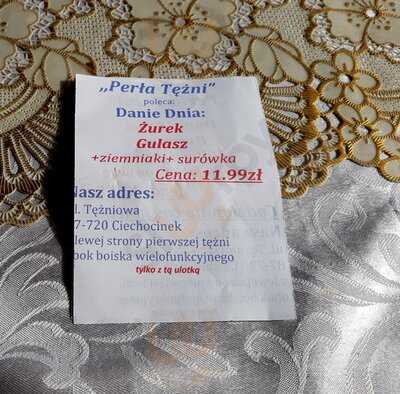 „Perła Tężni”
poleca:
Danie Dnia:
Żurek
Gulasz
+ziemniaki+ surówka
Cena: 11.99zł
Nasz adres:
l. Tężniowa
7-720 Ciechocinek
lewej strony pierwszej tężni
bok boiska wielofunkcyjnego
tylko z tą ulotką